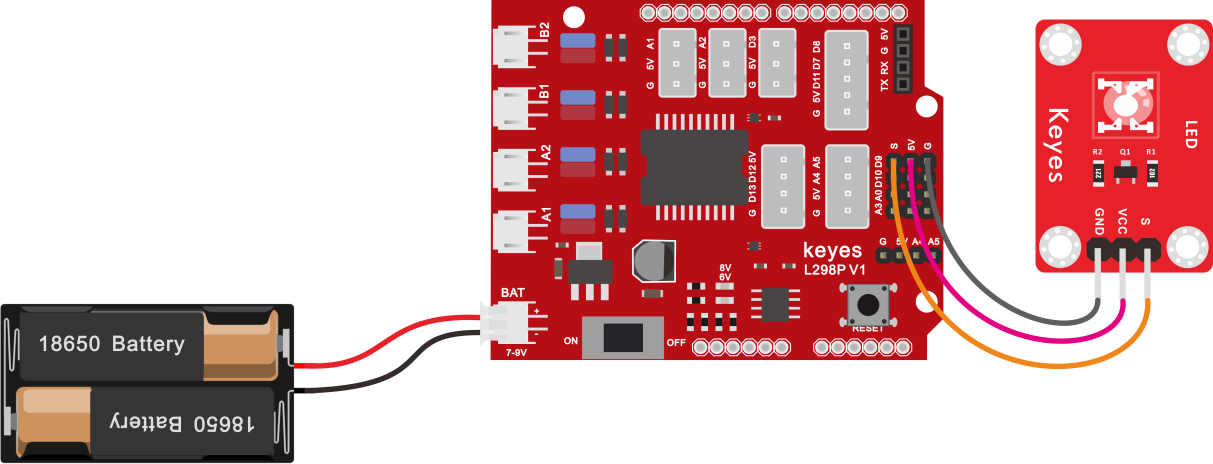 18650 Battery
18650 Battery
B2
B1
A2
A1
BAT
+
-
7-9V
ON
OFF
G 5V A1
G 5V A2
G 5V D3
G 5V D11 D7 D8
TX RX G 5V
G D13 D12 5V
G 5V A4 A5
S 5V G
D9
D10
A0
A3
G 5V A4 A5
keyes
L298P V1
8V
6V
RESET
Keyes
LED
R2 Q1 R1
221
102
GND
VCC
S